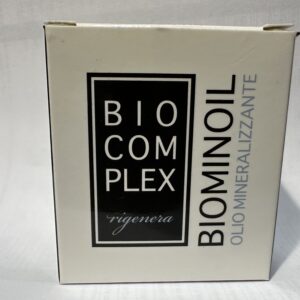 BIO
COM
PLEX
rigenera
BIOMINOIL
OLIO MINERALIZZANTE